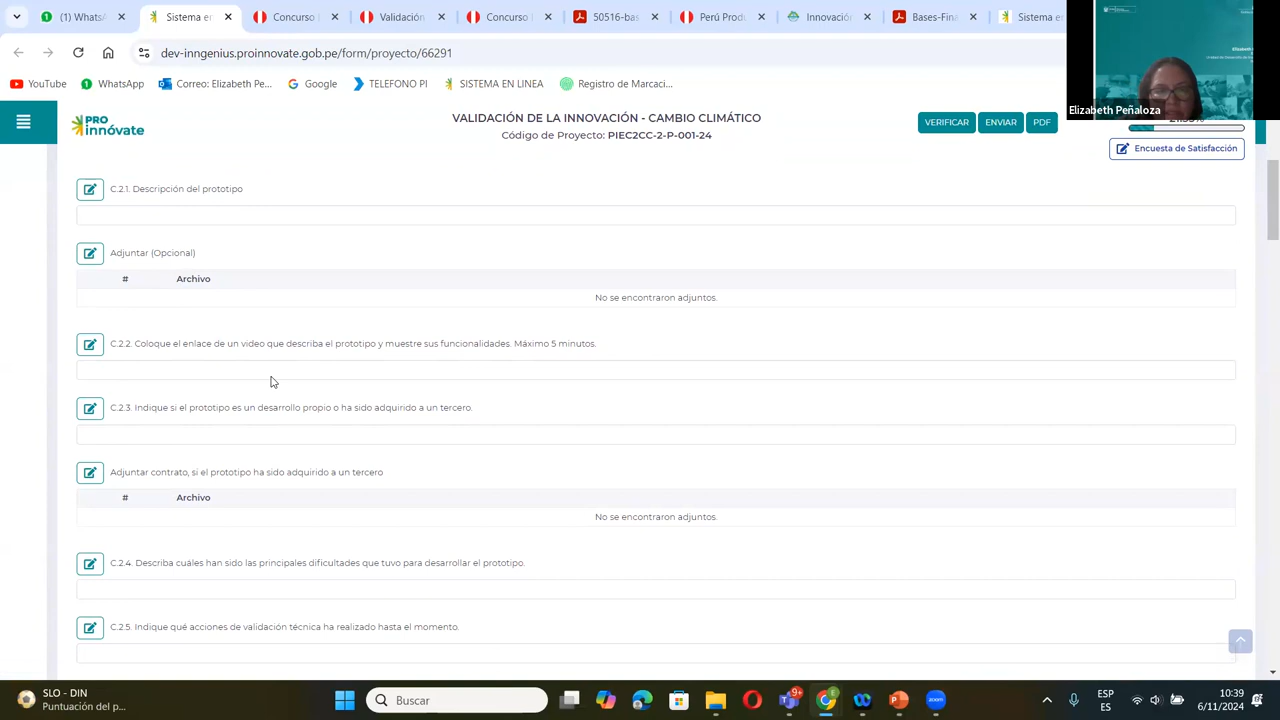 Sistema er
Concurso
Validación
Concurso
50516-bas
Perú Prod
Innovación
Bases-Fina
Sistema en
dev-inngenius.proinnovate.gob.pe/form/proyecto/66291
YouTube
WhatsApp
Correo: Elizabeth Pe...
Google
TELEFONO PI
SISTEMA EN LINEA
Registro de Marcaci...
Elizabeth Peñaloza
PRO
innóvate
VALIDACIÓN DE LA INNOVACIÓN - CAMBIO CLIMÁTICO
Código de Proyecto: PIEC2CC-2-P-001-24
VERIFICAR
ENVIAR
PDF
Encuesta de Satisfacción
C.2.1. Descripción del prototipo
Adjuntar (Opcional)
# Archivo
No se encontraron adjuntos.
C.2.2. Coloque el enlace de un video que describa el prototipo y muestre sus funcionalidades. Máximo 5 minutos.
C.2.3. Indique si el prototipo es un desarrollo propio o ha sido adquirido a un tercero.
Adjuntar contrato, si el prototipo ha sido adquirido a un tercero
# Archivo
No se encontraron adjuntos.
C.2.4. Describa cuáles han sido las principales dificultades que tuvo para desarrollar el prototipo.
C.2.5. Indique qué acciones de validación técnica ha realizado hasta el momento.
SLO - DIN
Puntuación del p...
Buscar
9+
ESP
ES
10:39
6/11/2024